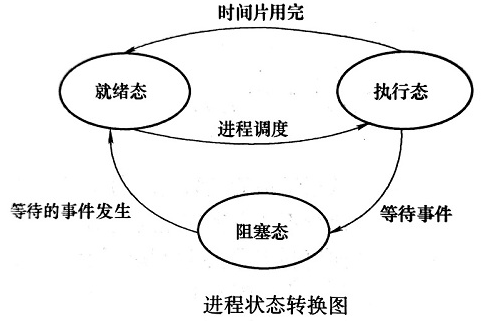 时间片用完
就绪态
执行态
进程调度
等待的事件发生
等待事件
阻塞态
进程状态转换图